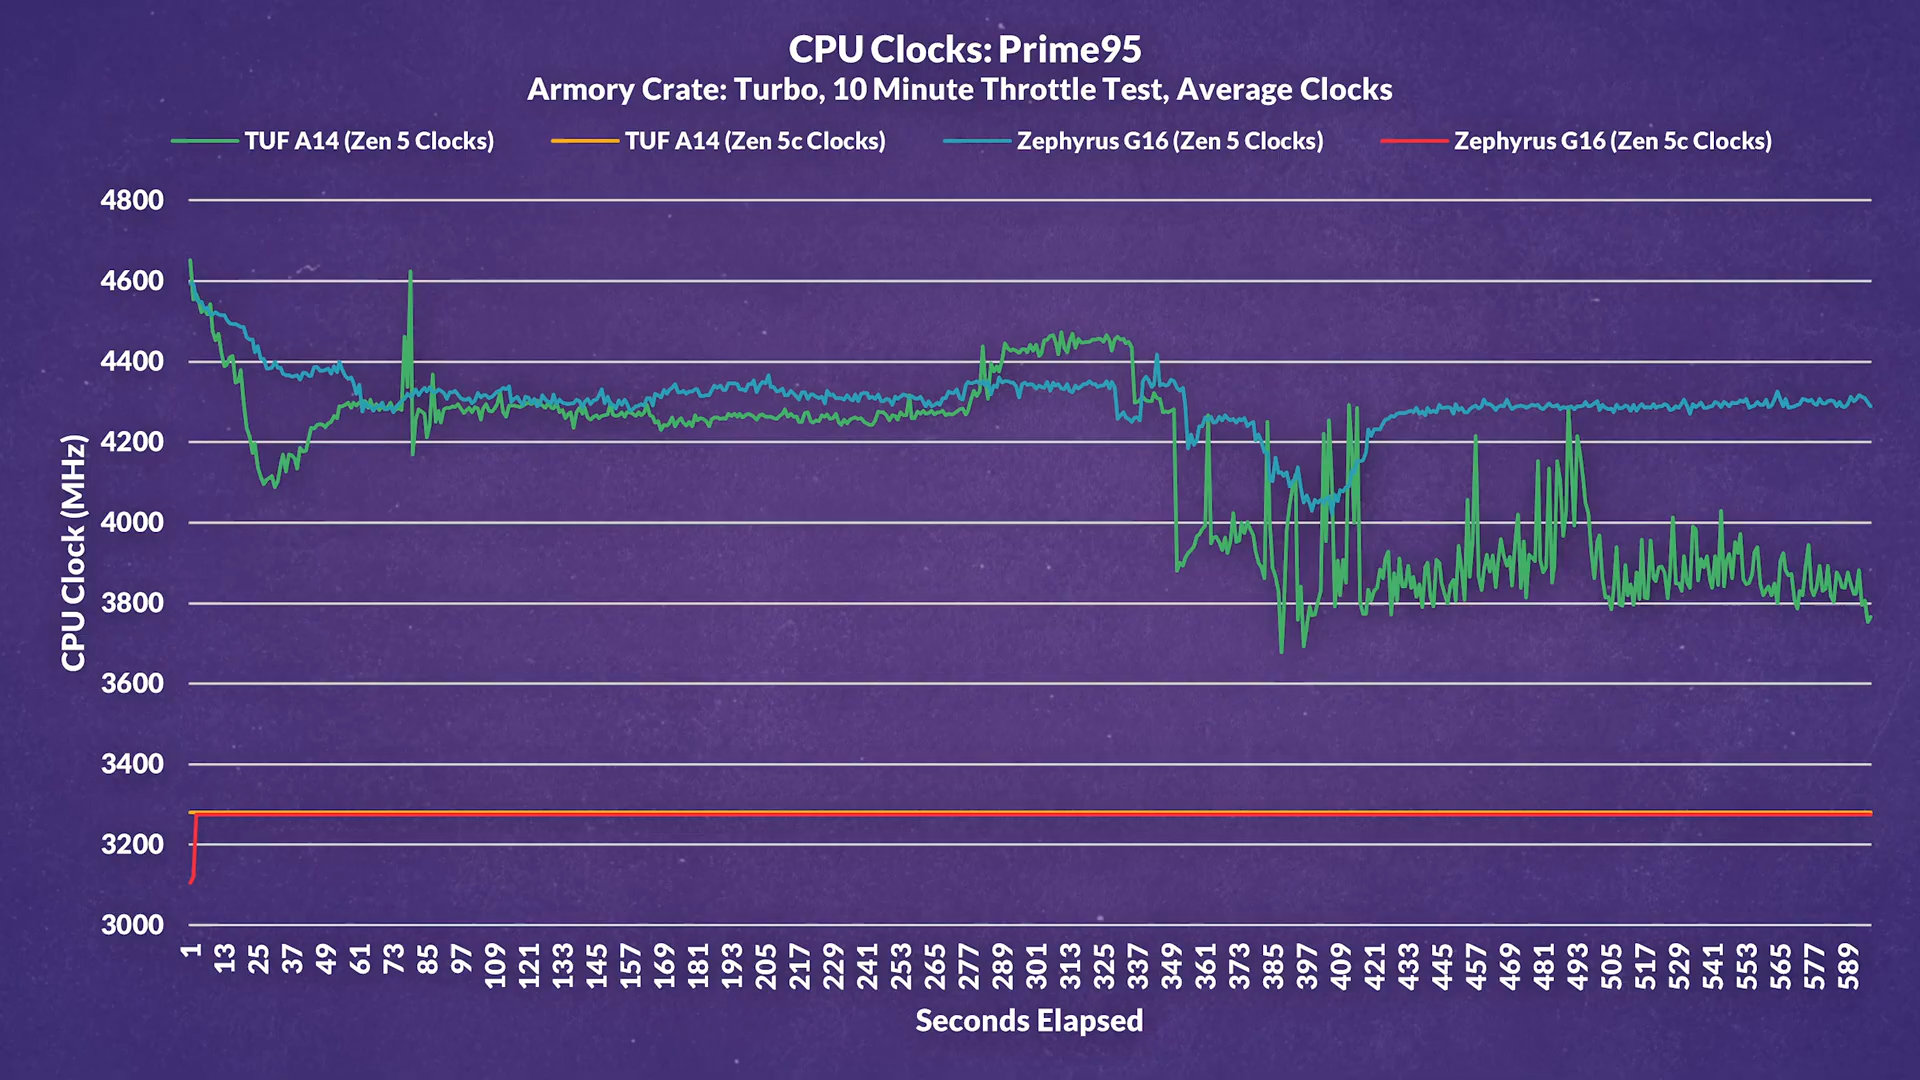 CPU Clocks: Prime95
Armory Crate: Turbo, 10 Minute Throttle Test, Average Clocks
TUF A14 (Zen 5 Clocks) TUF A14 (Zen 5c Clocks) Zephyrus G16 (Zen 5 Clocks) Zephyrus G16 (Zen 5c Clocks)
4800
4600
4400
4200
4000
3800
3600
3400
3200
3000
CPU Clock (MHz)
1 13 25 37 49 61 73 85 97 109 121 133 145 157 169 181 193 205 217 229 241 253 265 277 289 301 313 325 337 349 361 373 385 397 409 421 433 445 457 469 481 493 505 517 529 541 553 565 577 589
Seconds Elapsed